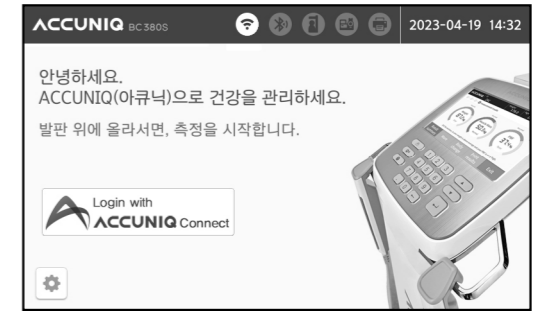 ACCUNIQ BC380S
2023-04-19 14:32
안녕하세요.
ACCUNIQ(아큐닉)으로 건강을 관리하세요.
발판 위에 올라서면, 측정을 시작합니다.
Login with
ACCUNIQ Connect